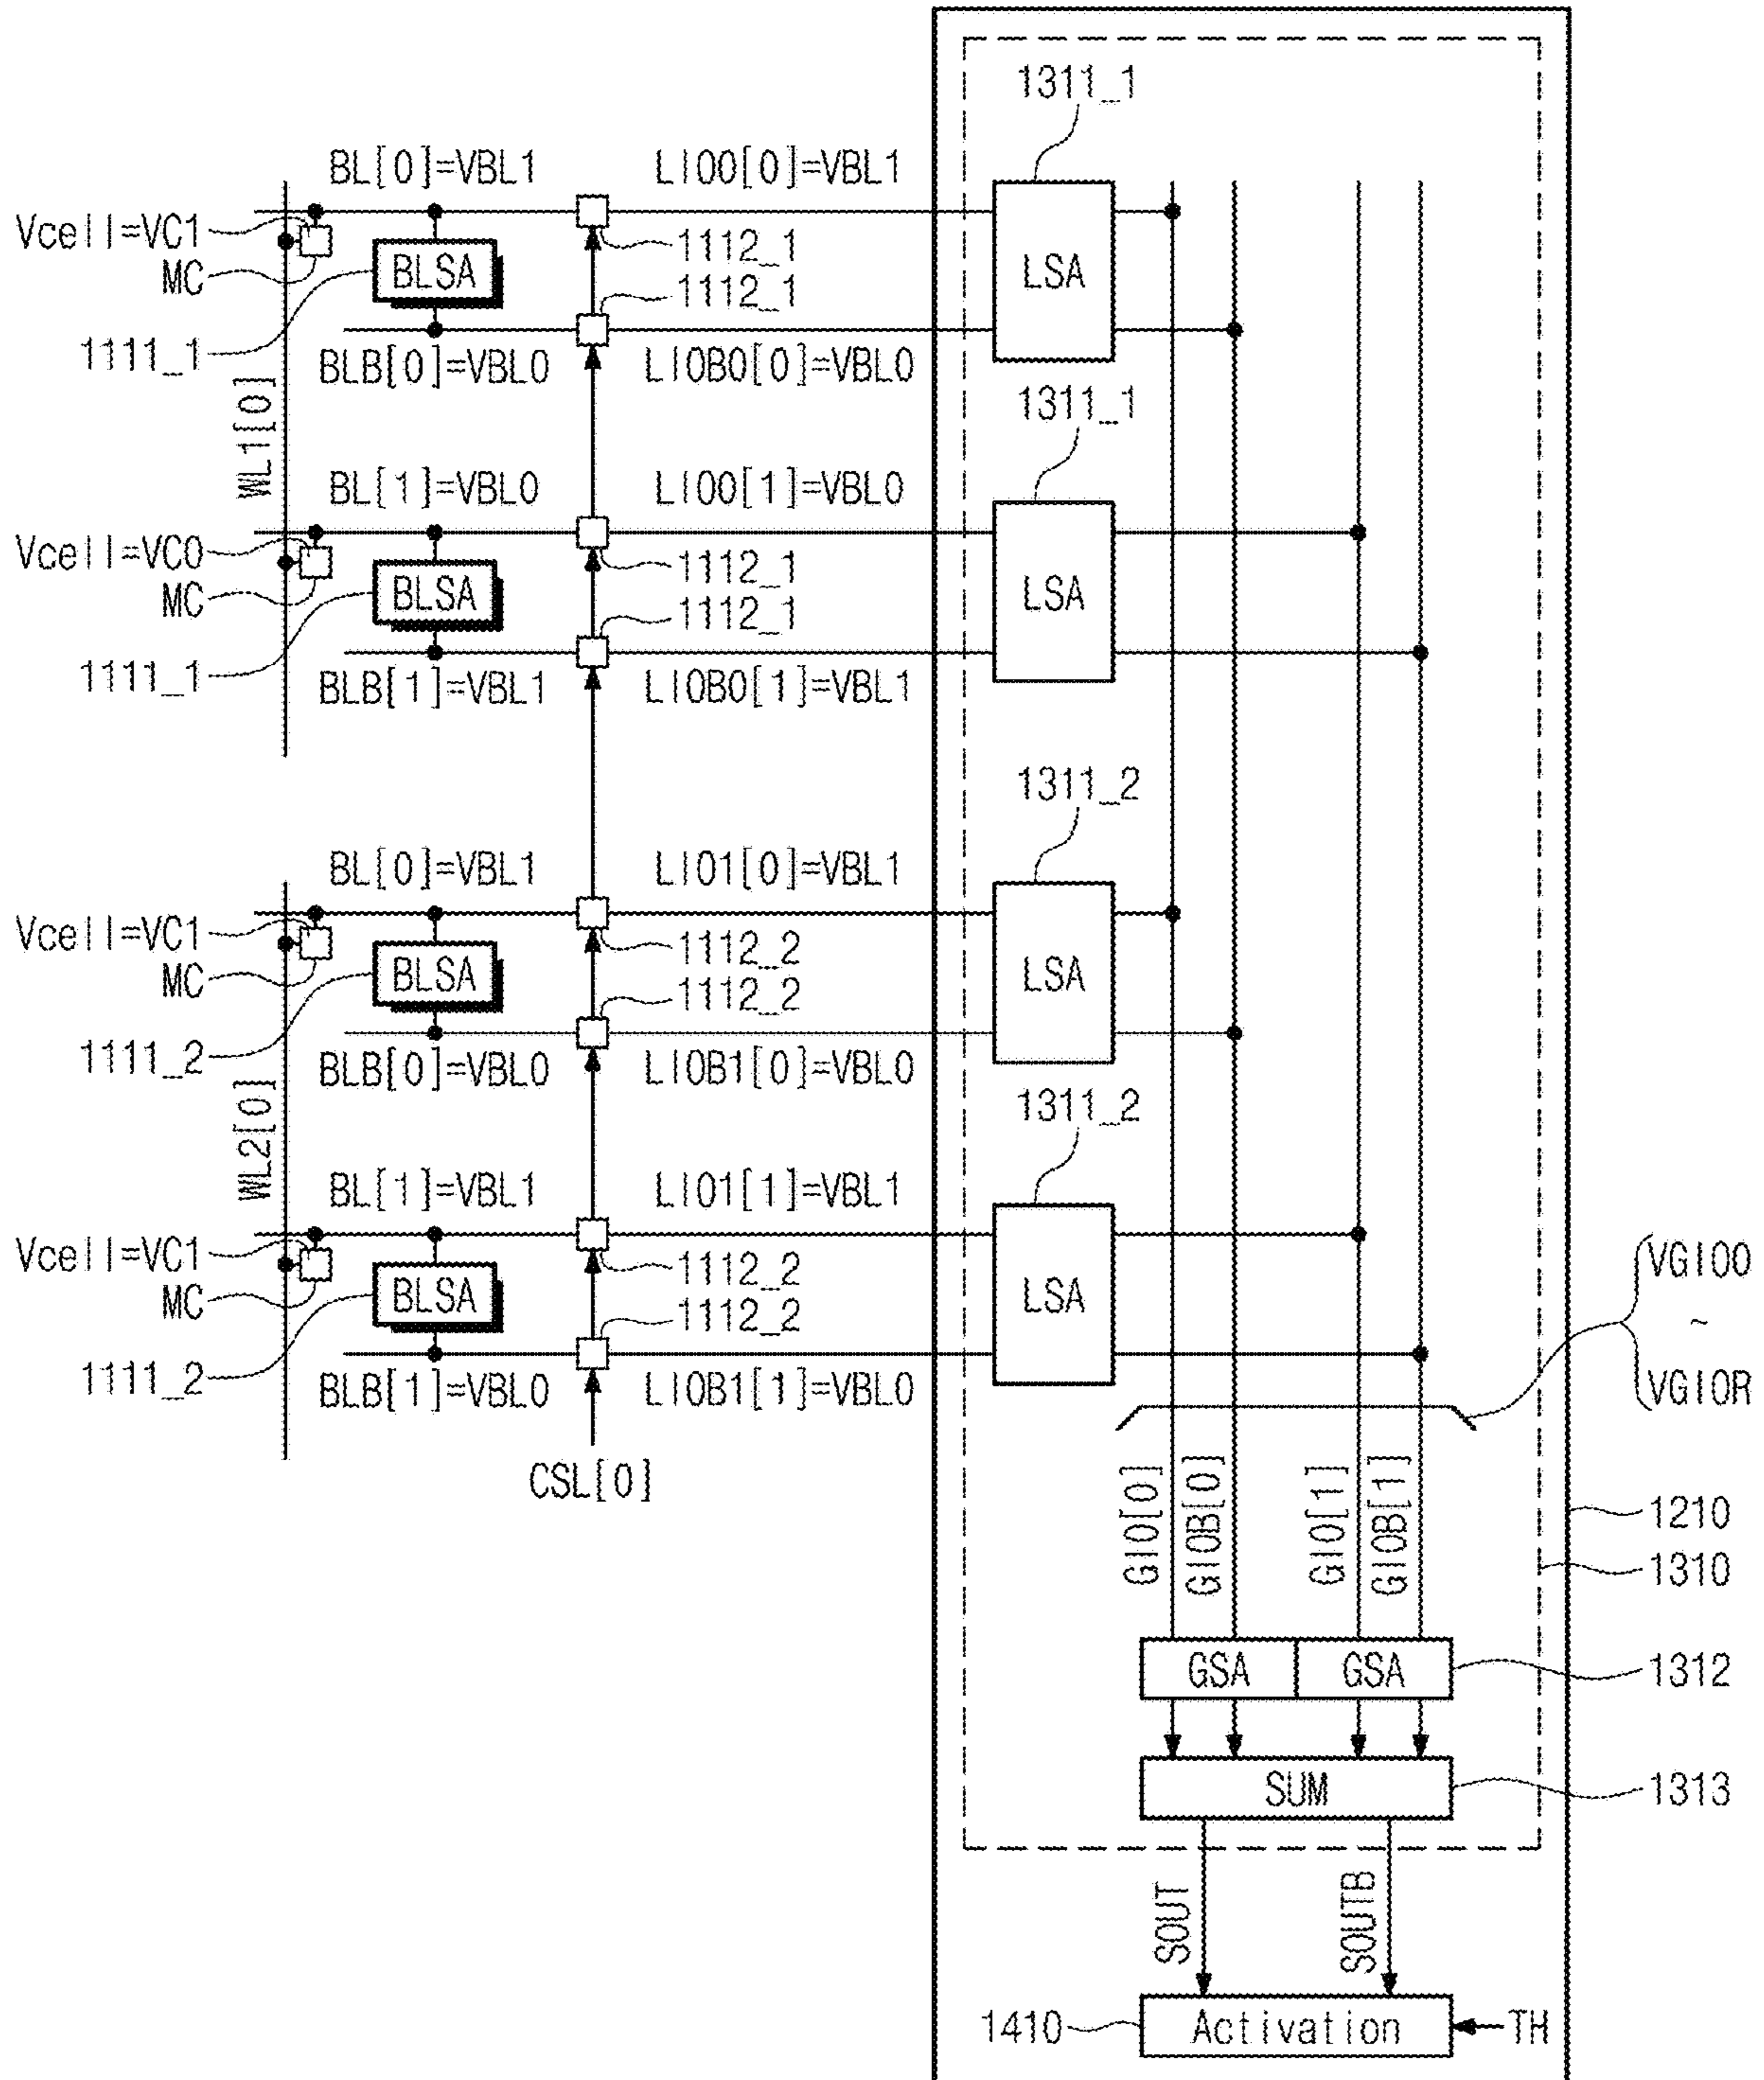 1311_1
BL[0]=VBL1
LIO0[0]=VBL1
Vcell=VC1
MC
BLSA
1112_1
1112_1
LSA
1111_1
BLB[0]=VBL0
LIOB0[0]=VBL0
WL1[0]
1311_1
BL[1]=VBL0
LIO0[1]=VBL0
Vcell=VC0
MC
BLSA
1112_1
1112_1
LSA
1111_1
BLB[1]=VBL1
LIOB0[1]=VBL1
1311_2
BL[0]=VBL1
LIO1[0]=VBL1
Vcell=VC1
MC
BLSA
1112_2
1112_2
LSA
1111_2
BLB[0]=VBL0
LIOB1[0]=VBL0
WL2[0]
1311_2
BL[1]=VBL1
LIO1[1]=VBL1
Vcell=VC1
MC
BLSA
1112_2
1112_2
LSA
1111_2
BLB[1]=VBL0
LIOB1[1]=VBL0
VGIO0
~
VGIOR
CSL[0]
GIO[0]
GIOB[0]
GIO[1]
GIOB[1]
1210
1310
GSA
GSA
1312
SUM
1313
SOUT
SOUTB
1410
Activation
TH